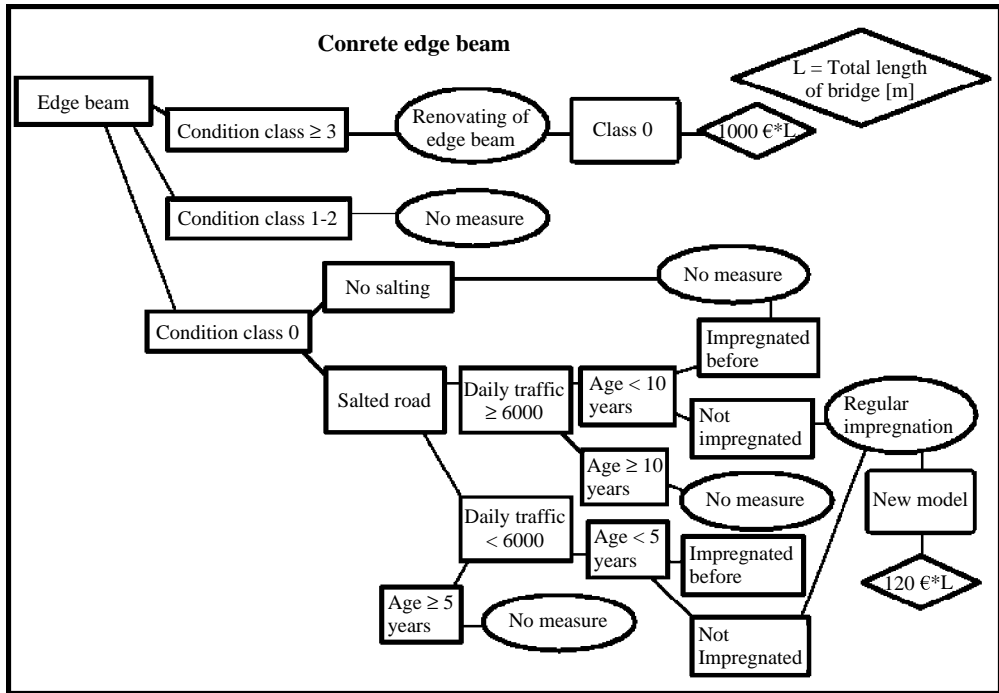 Conrete edge beam
L = Total length
of bridge [m]
Edge beam
Condition class ≥ 3
Renovating of
edge beam
Class 0
1000 €*L
Condition class 1-2
No measure
No salting
No measure
Condition class 0
Impregnated
before
Salted road
Daily traffic
≥ 6000
Age < 10
years
Not
impregnated
Regular
impregnation
Age ≥ 10
years
No measure
New model
Daily traffic
< 6000
Age < 5
years
Impregnated
before
120 €*L
Age ≥ 5
years
No measure
Not
Impregnated